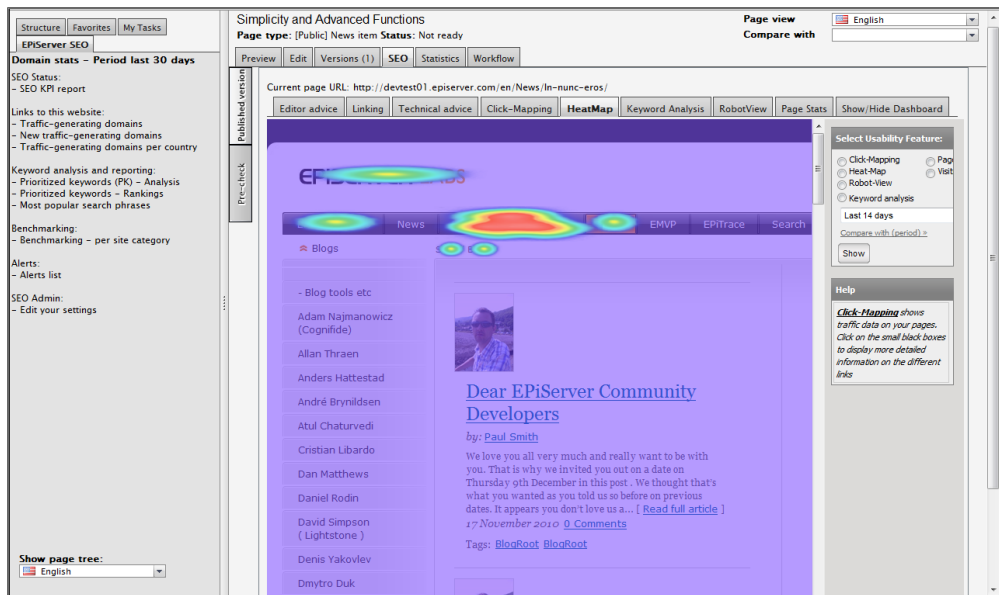 Structure Favorites My Tasks
EPiServer SEO
Domain stats - Period last 30 days
SEO Status:
- SEO KPI report
Links to this website:
- Traffic-generating domains
- New traffic-generating domains
- Traffic-generating domains per country
Keyword analysis and reporting:
- Prioritized keywords (PK) - Analysis
- Prioritized keywords - Rankings
- Most popular search phrases
Benchmarking:
- Benchmarking - per site category
Alerts:
- Alerts list
SEO Admin:
- Edit your settings
Show page tree:
English
Simplicity and Advanced Functions
Page type: [Public] News item Status: Not ready
Page view English
Compare with
Preview Edit Versions (1) SEO Statistics Workflow
Published version
Pre-check
Current page URL: http://devtest01.episerver.com/en/News/In-nunc-eros/
Editor advice Linking Technical advice Click-Mapping HeatMap Keyword Analysis RobotView Page Stats Show/Hide Dashboard
News EMVP EPiTrace Search
Blogs
- Blog tools etc
Adam Najmanowicz
(Cognifide)
Allan Thraen
Anders Hattestad
André Brynildsen
Atul Chaturvedi
Cristian Libardo
Dan Matthews
Daniel Rodin
David Simpson
( Lightstone )
Denis Yakovlev
Dmytro Duk
Dear EPiServer Community
Developers
by: Paul Smith
We love you all very much and really want to be with
you. That is why we invited you out on a date on
Thursday 9th December in this post . We thought that's
what you wanted as you told us so before on previous
dates. It appears you don't love us a... [ Read full article ]
17 November 2010 0 Comments
Tags: BlogRoot BlogRoot
Select Usability Feature:
Click-Mapping Pag
Heat-Map Visit
Robot-View
Keyword analysis
Last 14 days
Compare with (period) »
Show
Help
Click-Mapping shows
traffic data on your pages.
Click on the small black boxes
to display more detailed
information on the different
links